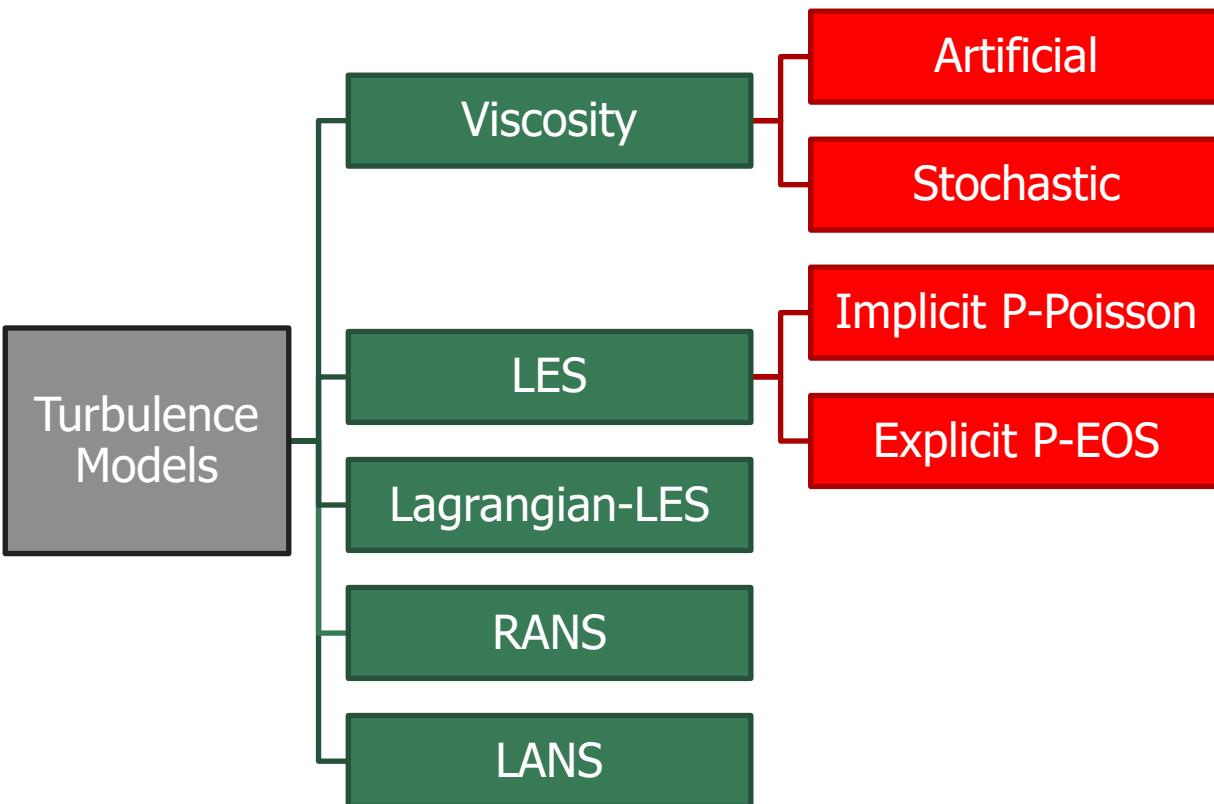 Artificial
Viscosity
Stochastic
Implicit P-Poisson
LES
Turbulence
Models
Explicit P-EOS
Lagrangian-LES
RANS
LANS